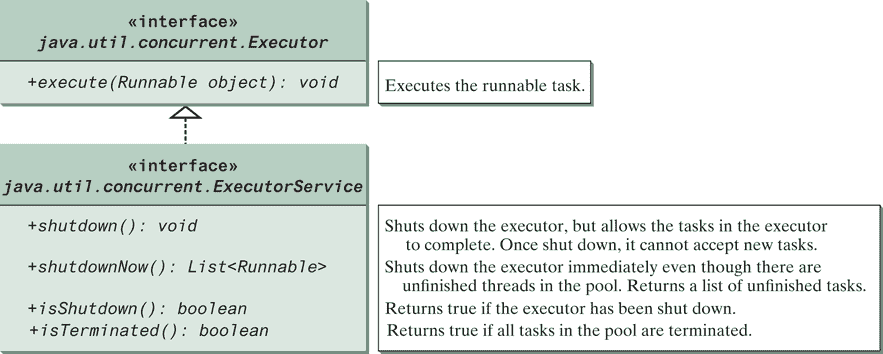 «interface»
java.util.concurrent.Executor
+execute(Runnable object): void
Executes the runnable task.
«interface»
java.util.concurrent.ExecutorService
+shutdown(): void
Shuts down the executor, but allows the tasks in the executor
to complete. Once shut down, it cannot accept new tasks.
+shutdownNow(): List<Runnable>
Shuts down the executor immediately even though there are
unfinished threads in the pool. Returns a list of unfinished tasks.
+isShutdown(): boolean
Returns true if the executor has been shut down.
+isTerminated(): boolean
Returns true if all tasks in the pool are terminated.